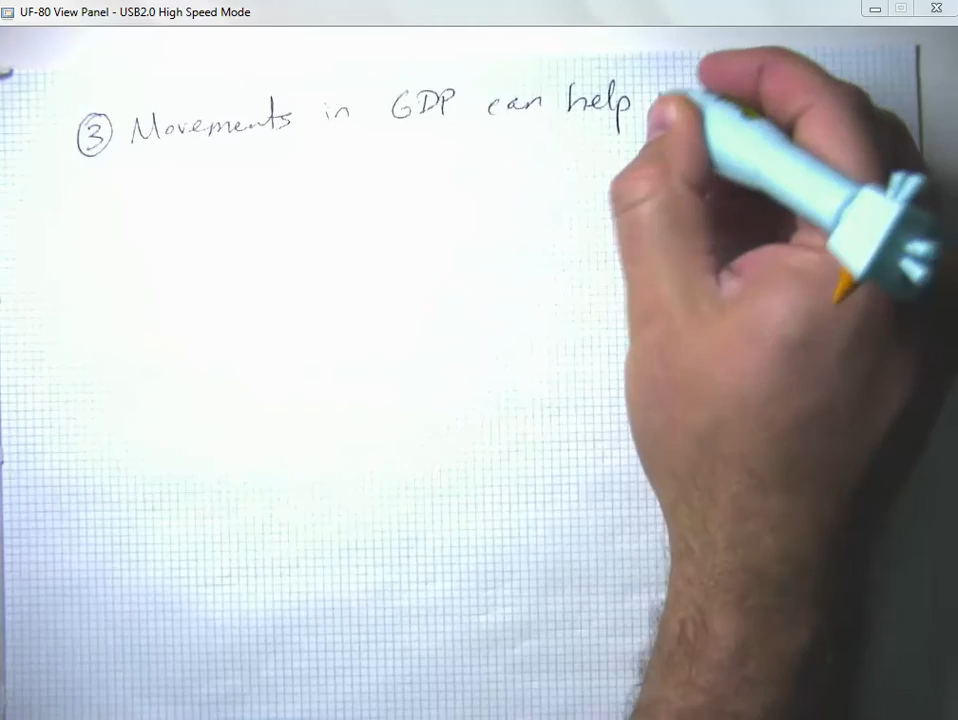 UF-80 View Panel - USB2.0 High Speed Mode
③ Movements in GDP can help